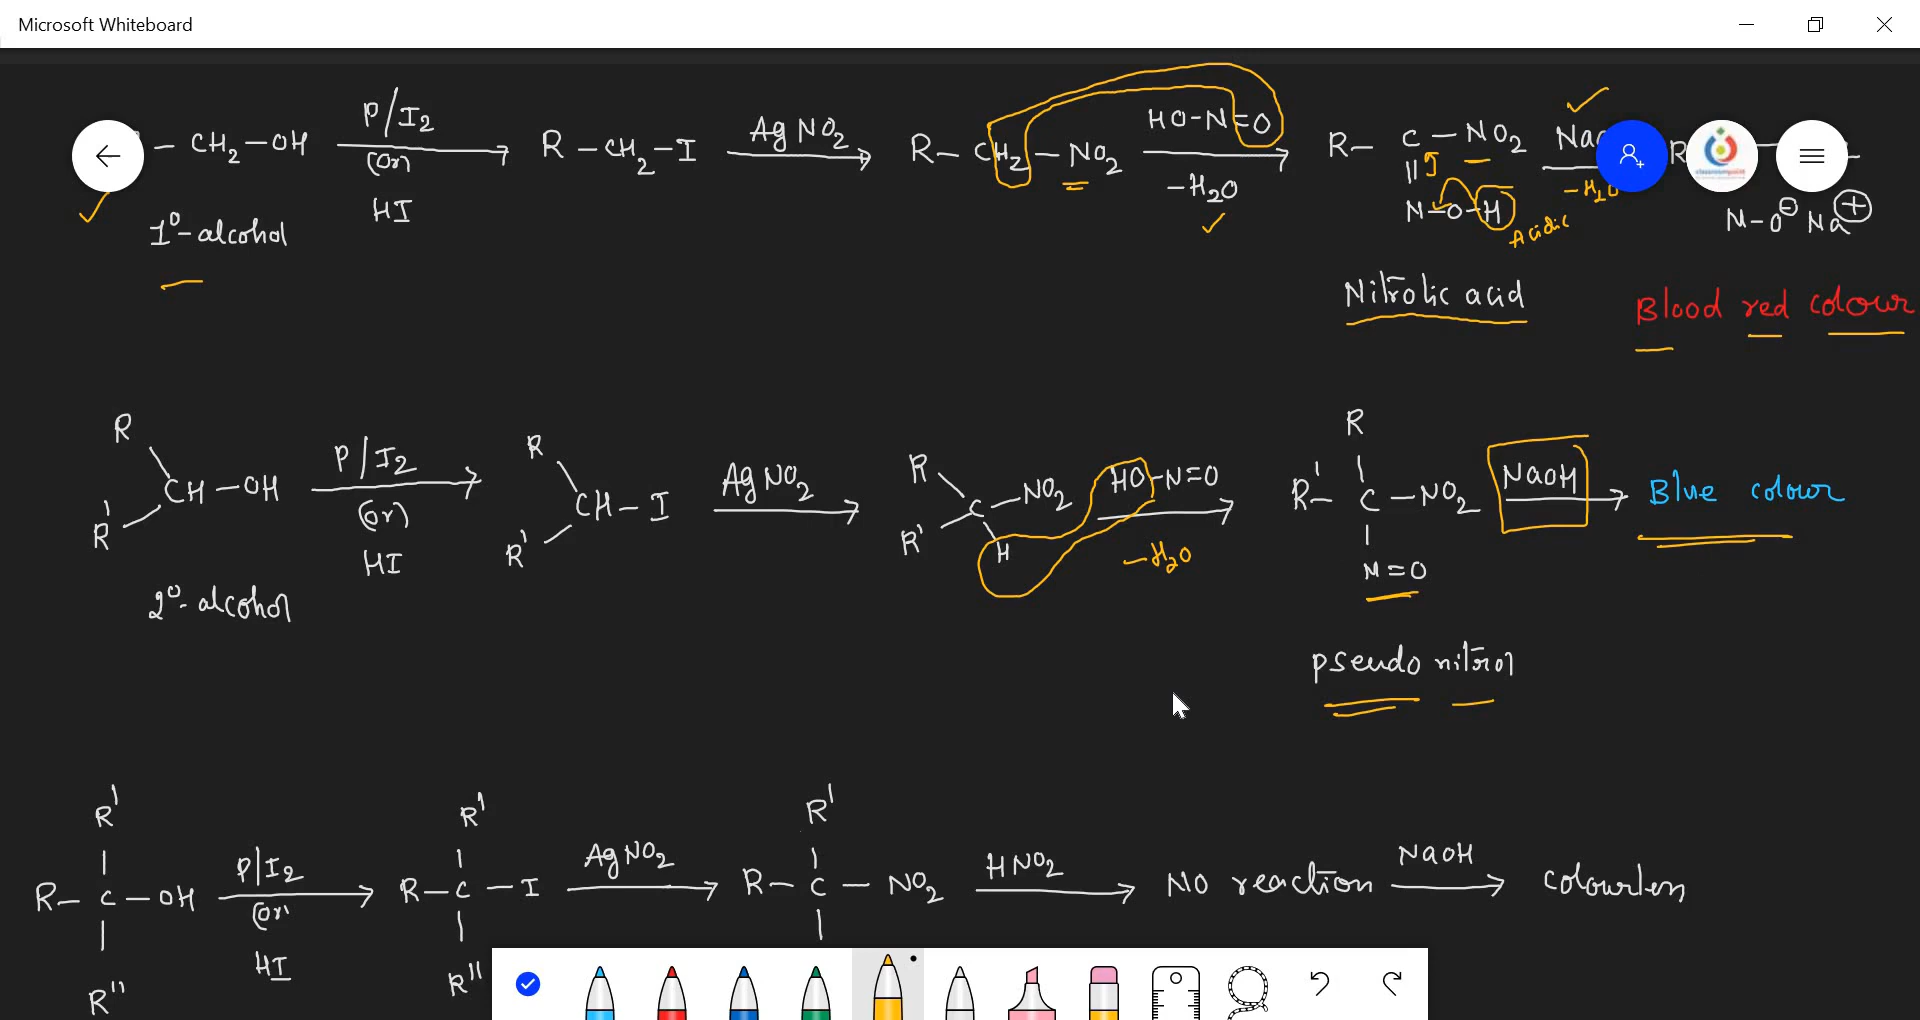 Microsoft Whiteboard
– CH2 – OH P/I2 (or) HI R – CH2 – I AgNO2 R – CH2 – NO2 HO-N=O –H2O R – C – NO2 –H2O R
N–O–H Acidic N–O⊖ Na⊕
1°-alcohol
Nitrolic acid Blood red colour
R R' CH – OH P/I2 (or) HI R R' CH – I AgNO2 R R' C – NO2 H HO-N=O –H2O R R' – C – NO2 N=O NaOH Blue colour
2°-alcohol
pseudo nitrol
R' R – C – OH R'' P/I2 (or HI R' R – C – I R'' AgNO2 R' R – C – NO2 HNO2 NO reaction NaOH colourless